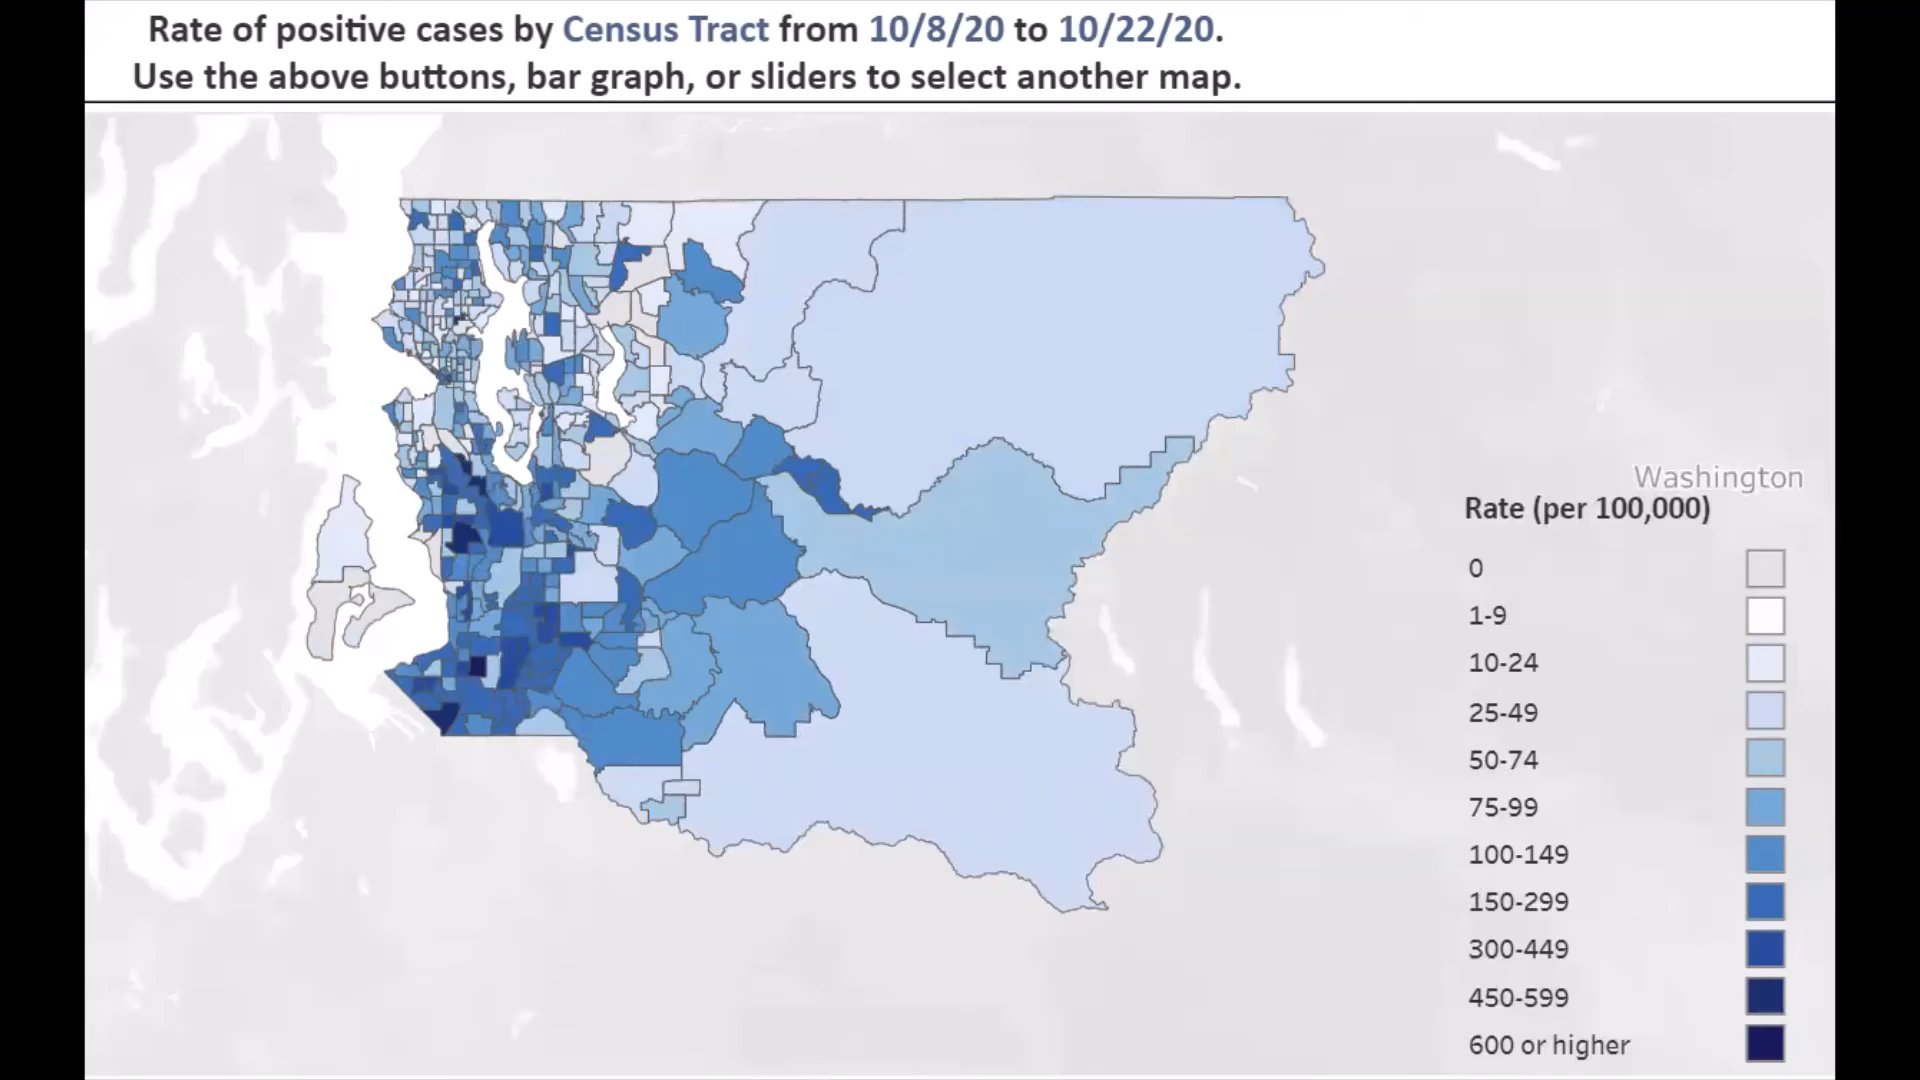 Rate of positive cases by Census Tract from 10/8/20 to 10/22/20.
Use the above buttons, bar graph, or sliders to select another map.
Washington
Rate (per 100,000)
0
1-9
10-24
25-49
50-74
75-99
100-149
150-299
300-449
450-599
600 or higher